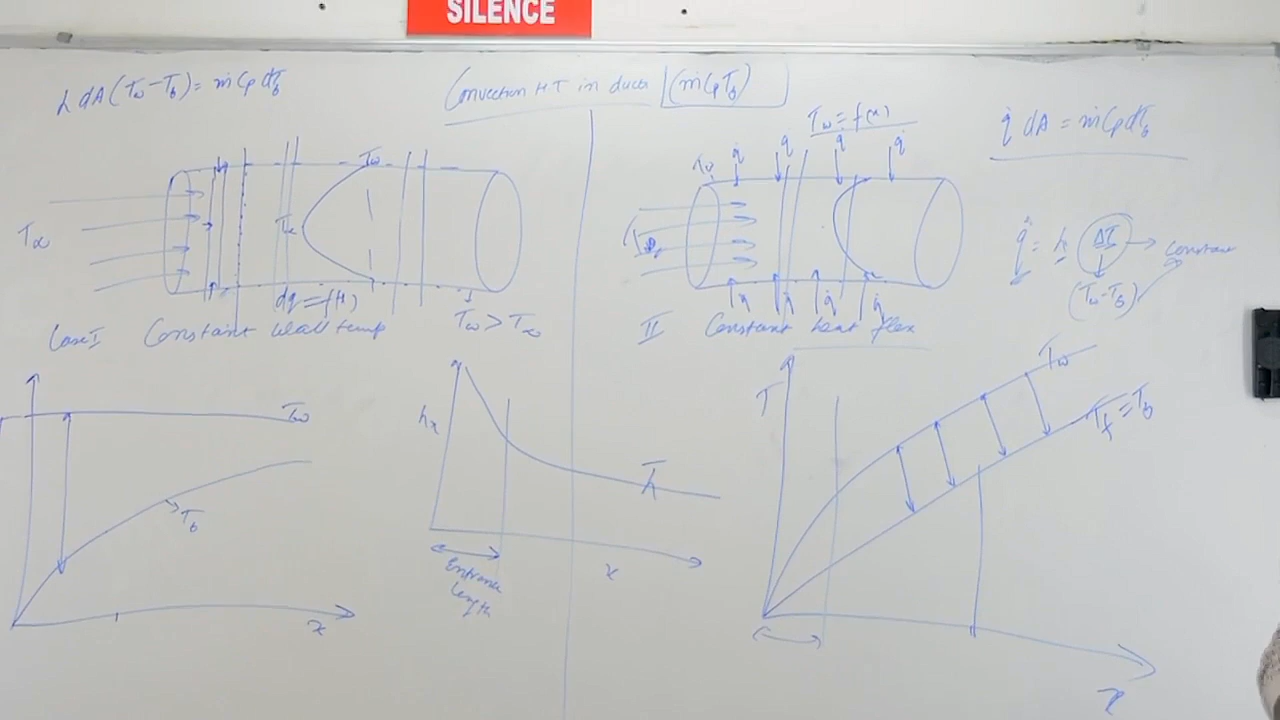 SILENCE
h dA (Tw - Tb) = ṁ Cp dTb
Convection HT in ducts (ṁ Cp Tb)
Tw = f(x)
q̇ dA = ṁ Cp dTb
Tw
q̇ q̇ q̇ q̇
Tw
T∞
q̇ = h ΔT → Constant
(Tw - Tb)
dq = f(x)
Tw > T∞
q̇ q̇ q̇ q̇
Case I Constant wall temp
II Constant heat flux
Tw
Tb
x
hx
h
x
Entrance
length
T
Tw
Tf = Tb
x